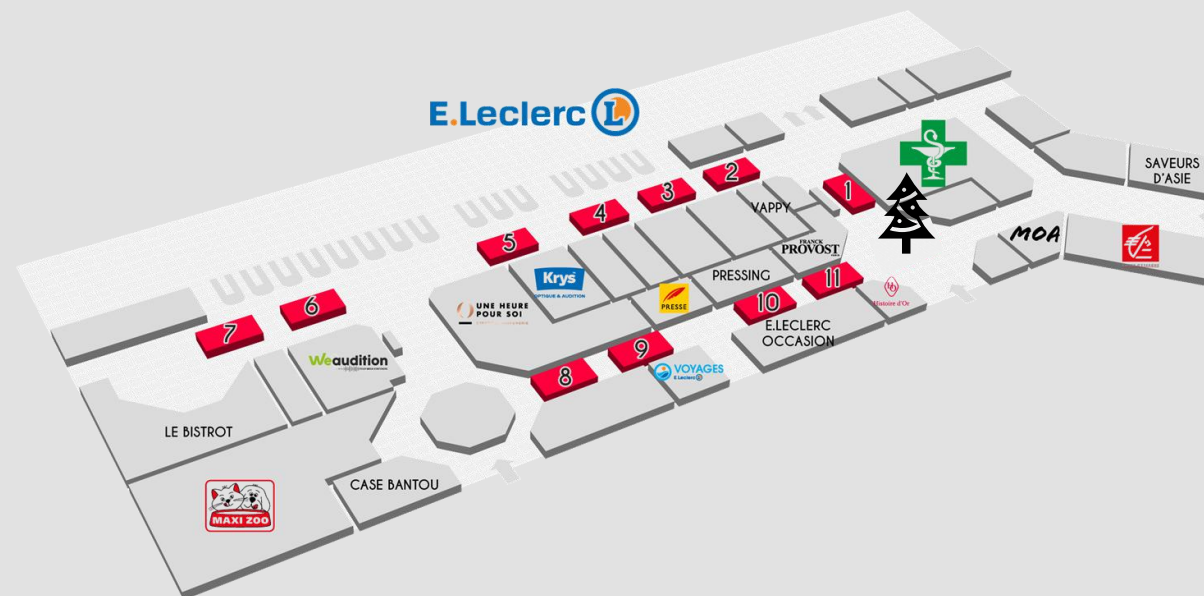 E.Leclerc L
SAVEURS
D'ASIE
1
2
3
4
5
6
7
8
9
10
11
VAPPY
FRANCK
PROVOST
MOA
PRESSING
Krys
OPTIQUE & AUDITION
UNE HEURE
POUR SOI
PRESSE
Histoire d'Or
E.LECLERC
OCCASION
VOYAGES
E.Leclerc L
Weaudition
LE BISTROT
CASE BANTOU
MAXI ZOO